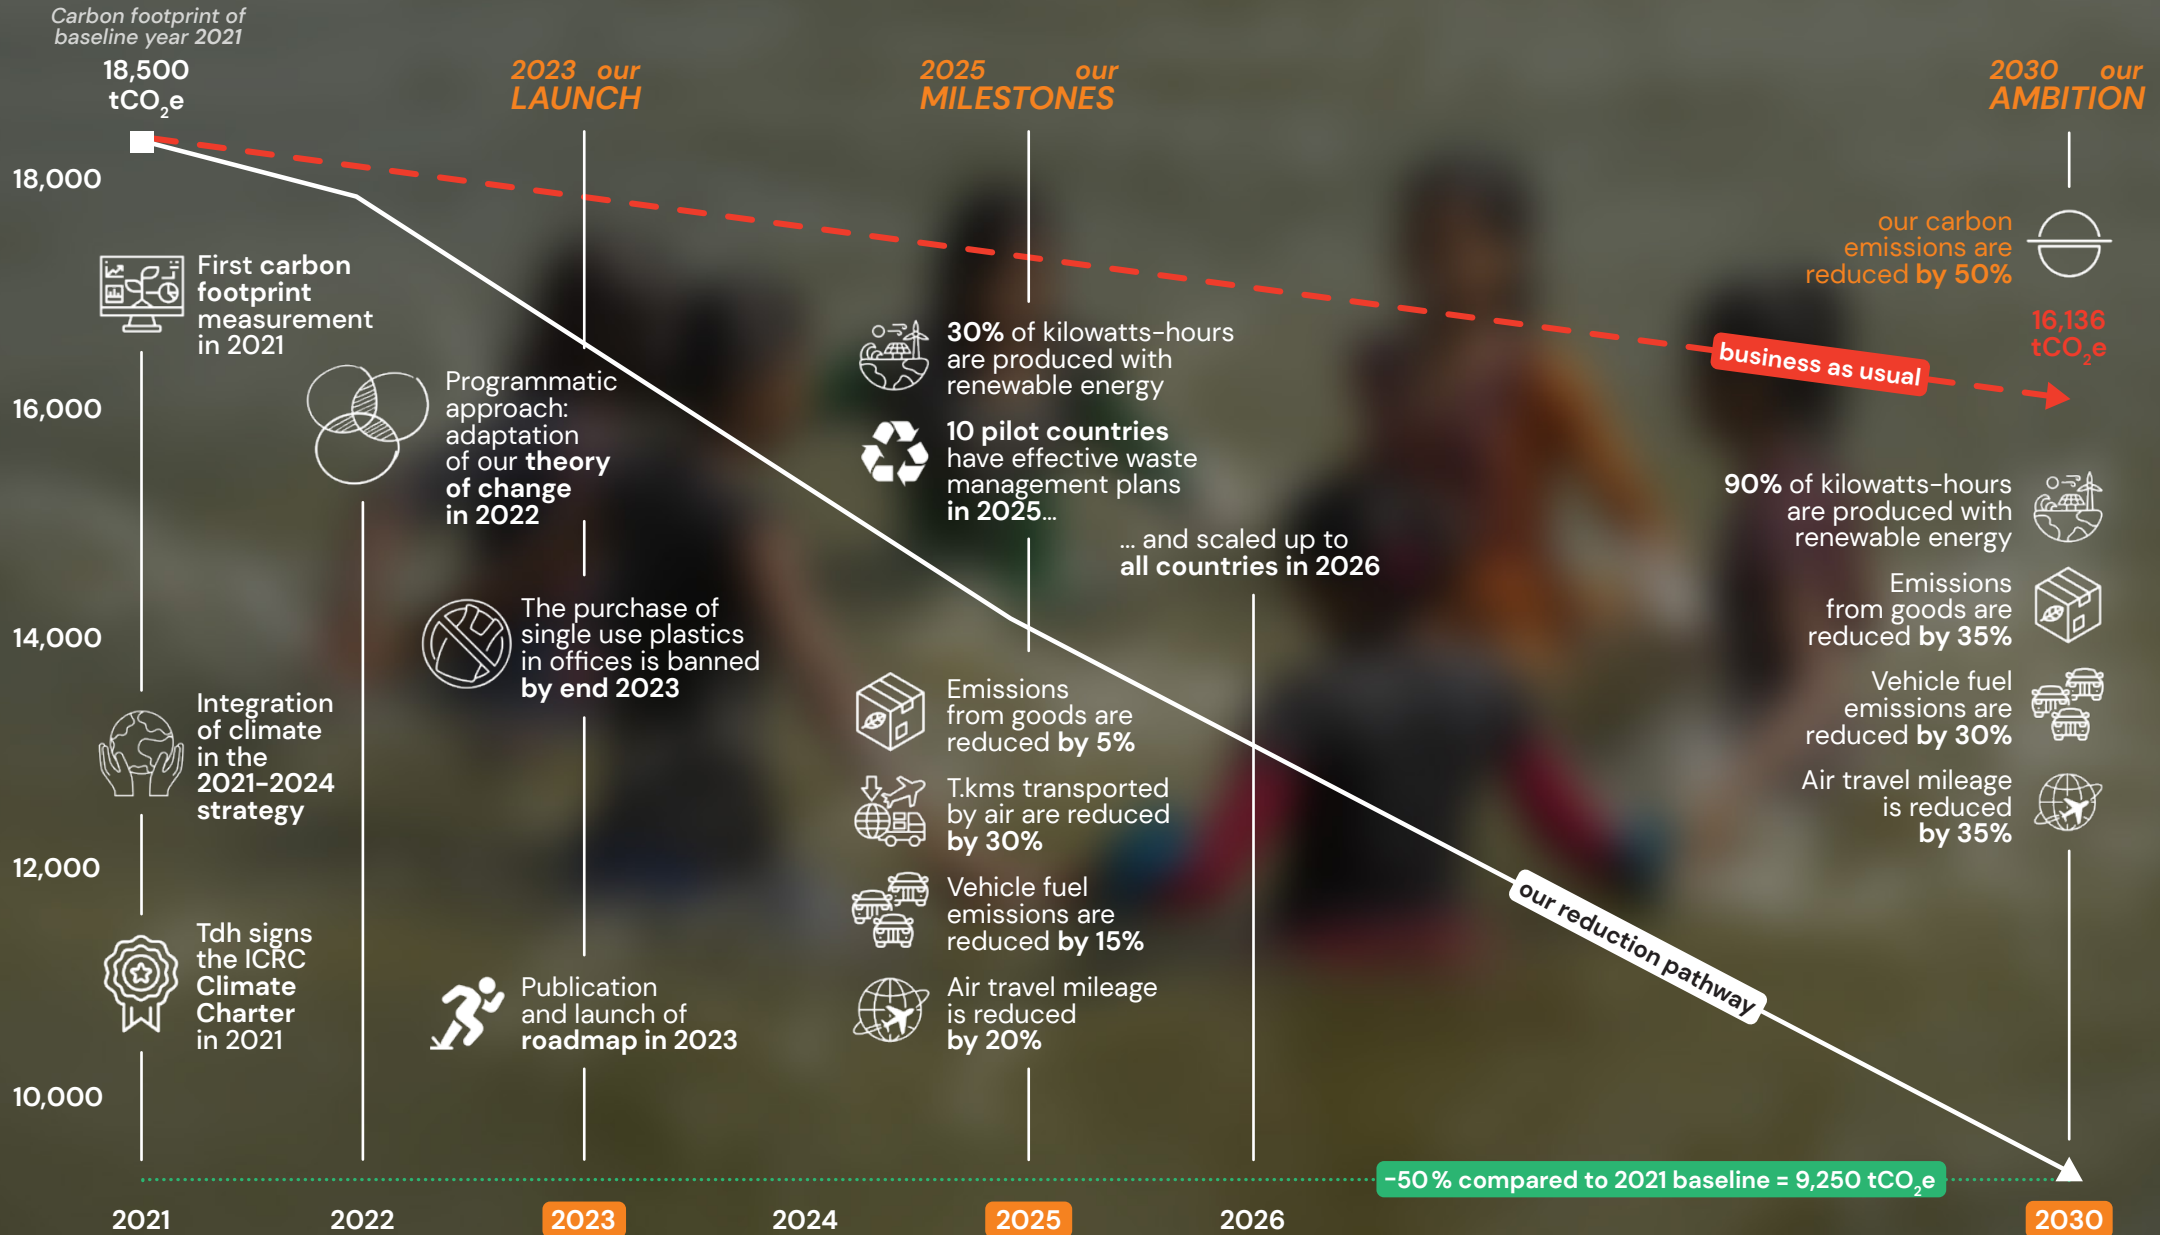 Carbon footprint of
baseline year 2021
18,500
tCO2e
2023 our
LAUNCH
2025 our
MILESTONES
2030 our
AMBITION
18,000
16,000
14,000
12,000
10,000
First carbon
footprint
measurement
in 2021
Integration
of climate
in the
2021-2024
strategy
Tdh signs
the ICRC
Climate
Charter
in 2021
Programmatic
approach:
adaptation
of our theory
of change
in 2022
The purchase of
single use plastics
in offices is banned
by end 2023
Publication
and launch of
roadmap in 2023
30% of kilowatts-hours
are produced with
renewable energy
10 pilot countries
have effective waste
management plans
in 2025...
... and scaled up to
all countries in 2026
Emissions
from goods are
reduced by 5%
T.kms transported
by air are reduced
by 30%
Vehicle fuel
emissions are
reduced by 15%
Air travel mileage
is reduced
by 20%
our carbon
emissions are
reduced by 50%
16,136
tCO2e
business as usual
90% of kilowatts-hours
are produced with
renewable energy
Emissions
from goods are
reduced by 35%
Vehicle fuel
emissions are
reduced by 30%
Air travel mileage
is reduced
by 35%
our reduction pathway
-50% compared to 2021 baseline = 9,250 tCO2e
2021
2022
2023
2024
2025
2026
2030